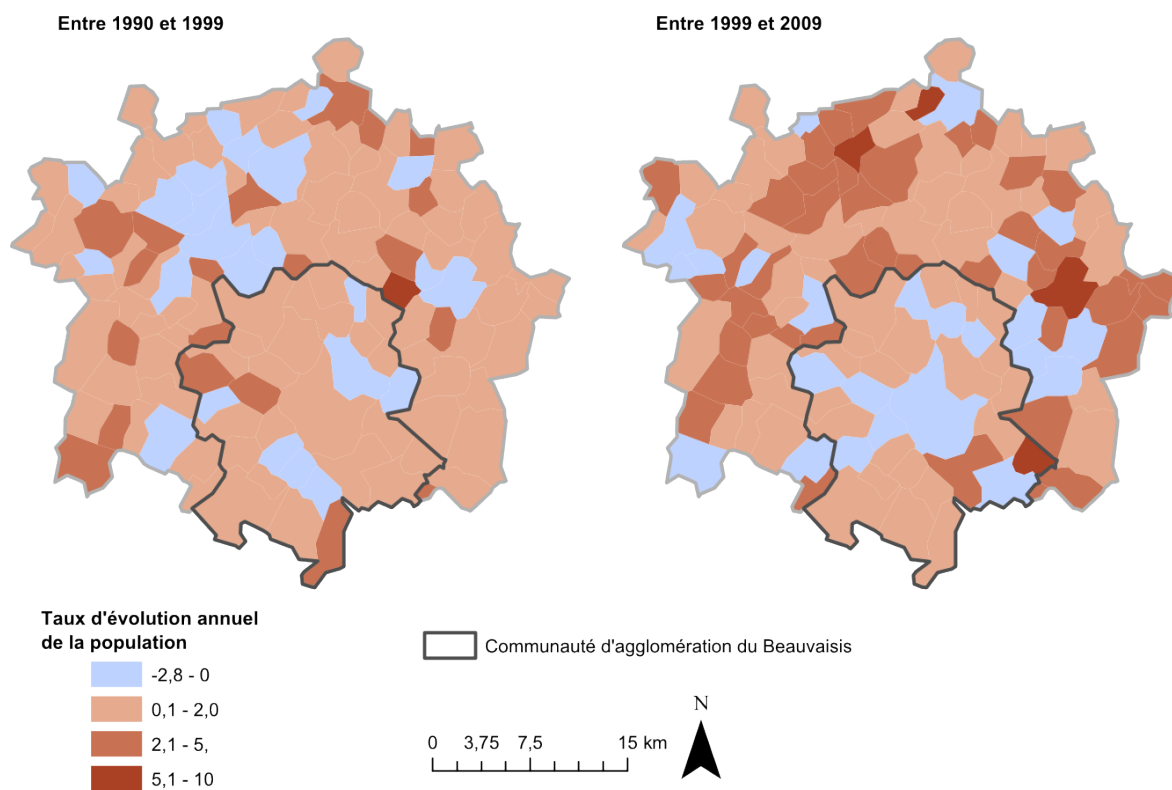 Entre 1990 et 1999
Entre 1999 et 2009
Taux d'évolution annuel
de la population
-2,8 - 0
0,1 - 2,0
2,1 - 5,
5,1 - 10
Communauté d'agglomération du Beauvaisis
N
0 3,75 7,5 15 km